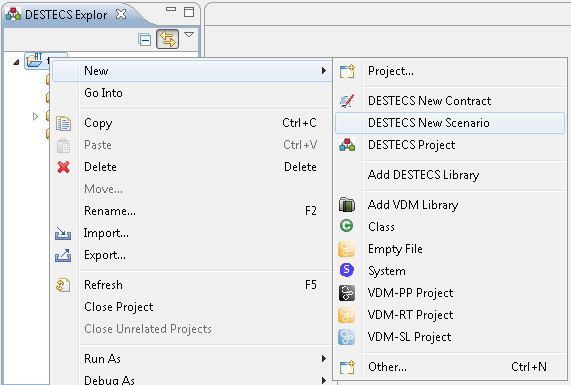 DESTECS Explor
New
Go Into
Copy Ctrl+C
Paste Ctrl+V
Delete Delete
Move...
Rename... F2
Import...
Export...
Refresh F5
Close Project
Close Unrelated Projects
Run As
Debug As
Project...
DESTECS New Contract
DESTECS New Scenario
DESTECS Project
Add DESTECS Library
Add VDM Library
Class
Empty File
System
VDM-PP Project
VDM-RT Project
VDM-SL Project
Other... Ctrl+N